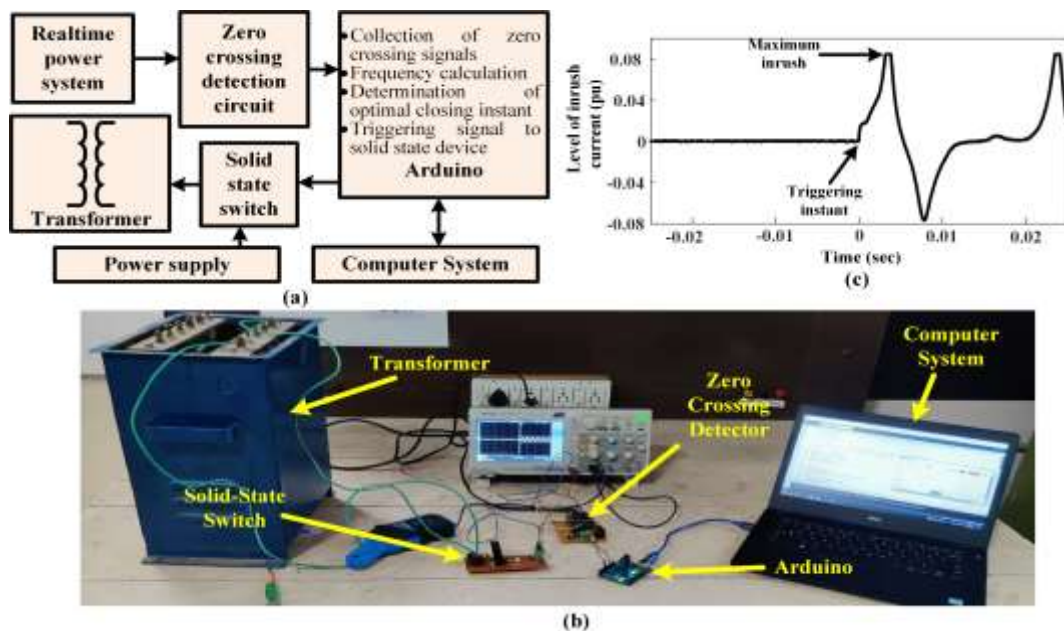 (a)
Realtime
power
system
Zero
crossing
detection
circuit
Collection of zero
crossing signals
Frequency calculation
Determination of
optimal closing instant
Triggering signal to
solid state device
Arduino
Transformer
Solid
state
switch
Power supply
Computer System
(c)
Level of inrush
current (pu)
0.08
0.04
0
-0.04
-0.08
Maximum
inrush
Triggering
instant
-0.02
-0.01
0
0.01
0.02
Time (sec)
(c)
(a)
Transformer
Zero
Crossing
Detector
Computer
System
Solid-State
Switch
Arduino
(b)